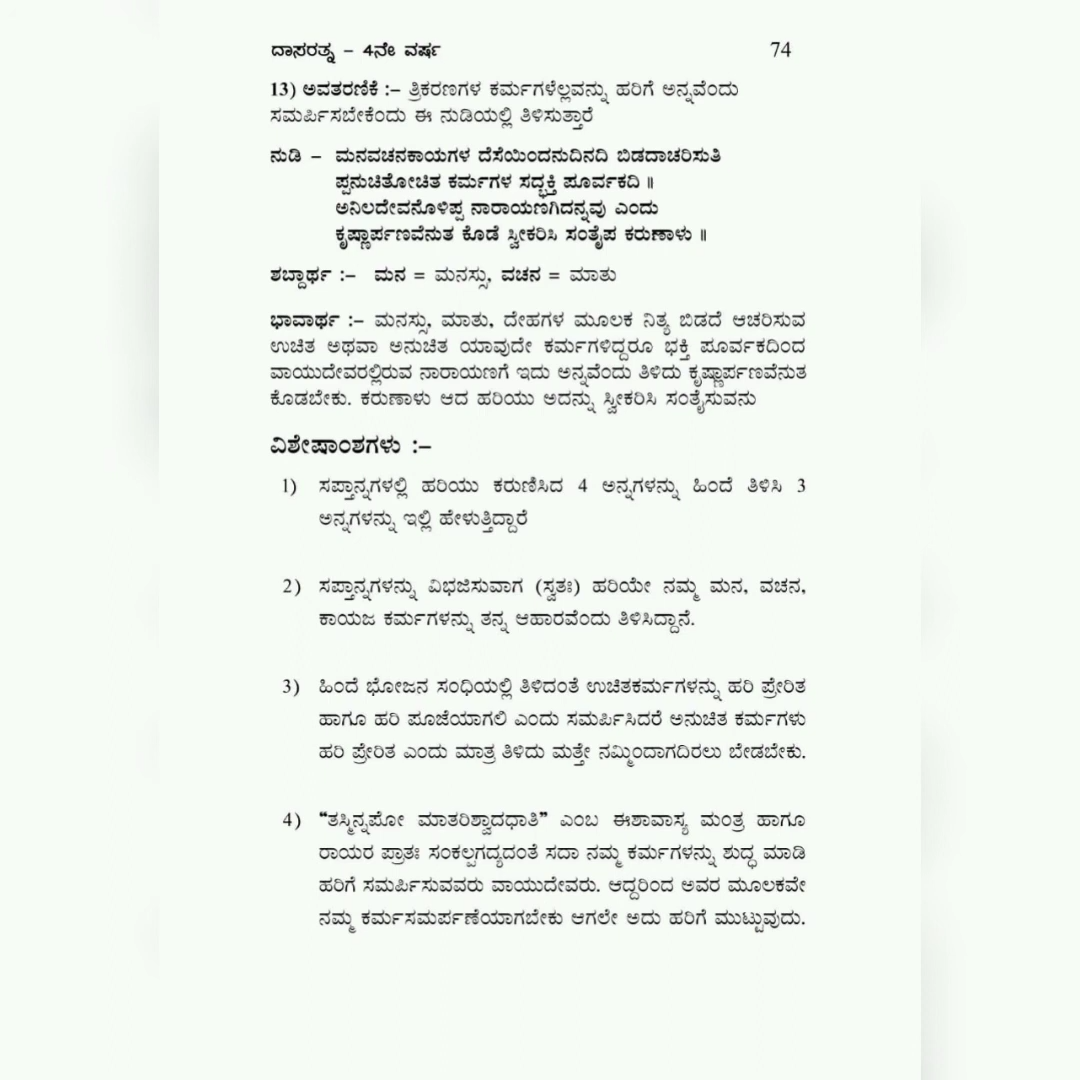 ದಾಸರತ್ನ – 4ನೇ ವರ್ಷ 74
13) ಅವತರಣಿಕೆ :– ತ್ರಿಕರಣಗಳ ಕರ್ಮಗಳೆಲ್ಲವನ್ನು ಹರಿಗೆ ಅನ್ನವೆಂದು
ಸಮರ್ಪಿಸಬೇಕೆಂದು ಈ ನುಡಿಯಲ್ಲಿ ತಿಳಿಸುತ್ತಾರೆ
ನುಡಿ – ಮನವಚನಕಾಯಗಳ ದೆಸೆಯಿಂದನುದಿನದಿ ಬಿಡದಾಚರಿಸುತಿ
ಪ್ಪನುಚಿತೋಚಿತ ಕರ್ಮಗಳ ಸದ್ಭಕ್ತಿ ಪೂರ್ವಕದಿ ॥
ಅನಿಲದೇವನೊಳಿಪ್ಪ ನಾರಾಯಣಗಿದನ್ನವು ಎಂದು
ಕೃಷ್ಣಾರ್ಪಣವೆನುತ ಕೊಡೆ ಸ್ವೀಕರಿಸಿ ಸಂತೈಪ ಕರುಣಾಳು ॥
ಶಬ್ದಾರ್ಥ :– ಮನ = ಮನಸ್ಸು, ವಚನ = ಮಾತು
ಭಾವಾರ್ಥ :– ಮನಸ್ಸು, ಮಾತು, ದೇಹಗಳ ಮೂಲಕ ನಿತ್ಯ ಬಿಡದೆ ಆಚರಿಸುವ
ಉಚಿತ ಅಥವಾ ಅನುಚಿತ ಯಾವುದೇ ಕರ್ಮಗಳಿದ್ದರೂ ಭಕ್ತಿ ಪೂರ್ವಕದಿಂದ
ವಾಯುದೇವರಲ್ಲಿರುವ ನಾರಾಯಣಗೆ ಇದು ಅನ್ನವೆಂದು ತಿಳಿದು ಕೃಷ್ಣಾರ್ಪಣವೆನುತ
ಕೊಡಬೇಕು. ಕರುಣಾಳು ಆದ ಹರಿಯು ಅದನ್ನು ಸ್ವೀಕರಿಸಿ ಸಂತೈಸುವನು
ವಿಶೇಷಾಂಶಗಳು :–
1) ಸಪ್ತಾನ್ನಗಳಲ್ಲಿ ಹರಿಯು ಕರುಣಿಸಿದ 4 ಅನ್ನಗಳನ್ನು ಹಿಂದೆ ತಿಳಿಸಿ 3
ಅನ್ನಗಳನ್ನು ಇಲ್ಲಿ ಹೇಳುತ್ತಿದ್ದಾರೆ
2) ಸಪ್ತಾನ್ನಗಳನ್ನು ವಿಭಜಿಸುವಾಗ (ಸ್ವತಃ) ಹರಿಯೇ ನಮ್ಮ ಮನ, ವಚನ,
ಕಾಯಜ ಕರ್ಮಗಳನ್ನು ತನ್ನ ಆಹಾರವೆಂದು ತಿಳಿಸಿದ್ದಾನೆ.
3) ಹಿಂದೆ ಭೋಜನ ಸಂಧಿಯಲ್ಲಿ ತಿಳಿದಂತೆ ಉಚಿತಕರ್ಮಗಳನ್ನು ಹರಿ ಪ್ರೇರಿತ
ಹಾಗೂ ಹರಿ ಪೂಜೆಯಾಗಲಿ ಎಂದು ಸಮರ್ಪಿಸಿದರೆ ಅನುಚಿತ ಕರ್ಮಗಳು
ಹರಿ ಪ್ರೇರಿತ ಎಂದು ಮಾತ್ರ ತಿಳಿದು ಮತ್ತೇ ನಮ್ಮಿಂದಾಗದಿರಲು ಬೇಡಬೇಕು.
4) “ತಸ್ಮಿನ್ನಪೋ ಮಾತರಿಶ್ವಾದಧಾತಿ” ಎಂಬ ಈಶಾವಾಸ್ಯ ಮಂತ್ರ ಹಾಗೂ
ರಾಯರ ಪ್ರಾತಃ ಸಂಕಲ್ಪಗದ್ಯದಂತೆ ಸದಾ ನಮ್ಮ ಕರ್ಮಗಳನ್ನು ಶುದ್ಧ ಮಾಡಿ
ಹರಿಗೆ ಸಮರ್ಪಿಸುವವರು ವಾಯುದೇವರು. ಆದ್ದರಿಂದ ಅವರ ಮೂಲಕವೇ
ನಮ್ಮ ಕರ್ಮಸಮರ್ಪಣೆಯಾಗಬೇಕು ಆಗಲೇ ಅದು ಹರಿಗೆ ಮುಟ್ಟುವುದು.